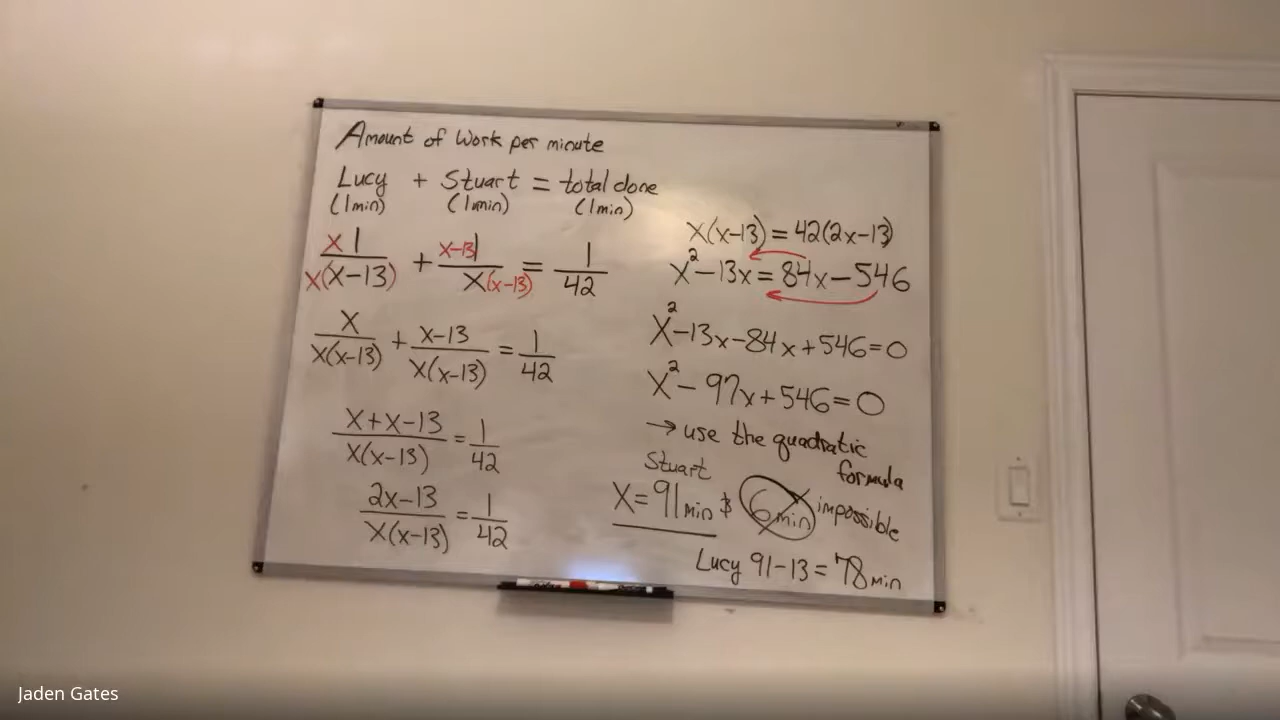 Amount of Work per minute
Lucy + Stuart = total done
(1min) (1min) (1min)
x 1 / x(x-13) + x-13 1 / x(x-13) = 1/42
x / x(x-13) + x-13 / x(x-13) = 1/42
x+x-13 / x(x-13) = 1/42
2x-13 / x(x-13) = 1/42
x(x-13) = 42(2x-13)
x² - 13x = 84x - 546
x² - 13x - 84x + 546 = 0
x² - 97x + 546 = 0
→ use the quadratic
formula
Stuart
x = 91 min & 6 min impossible
Lucy 91-13 = 78 min
Jaden Gates